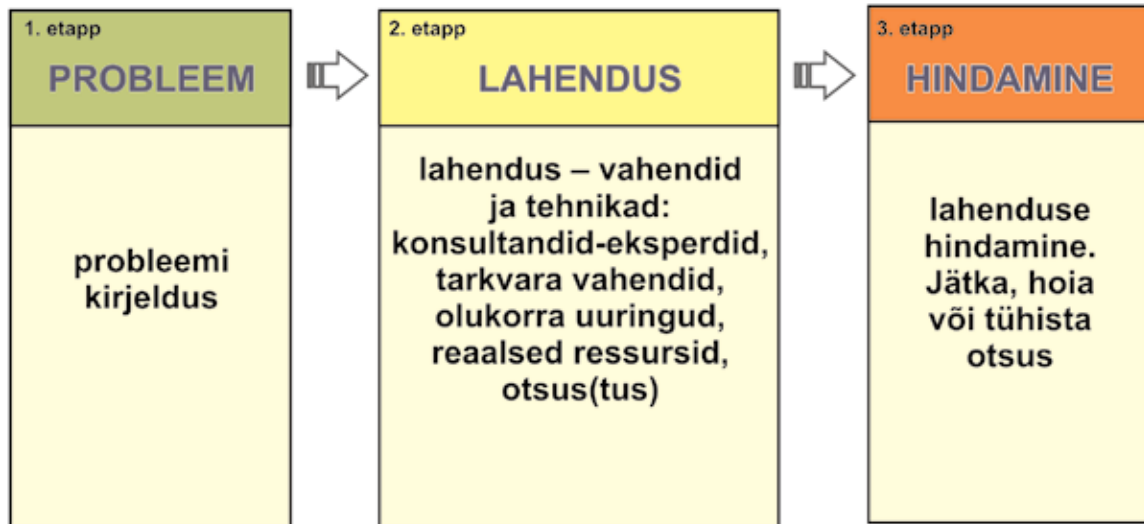 1. etapp
PROBLEEM
probleemi
kirjeldus
2. etapp
LAHENDUS
lahendus – vahendid
ja tehnikad:
konsultandid-eksperdid,
tarkvara vahendid,
olukorra uuringud,
reaalsed ressursid,
otsus(tus)
3. etapp
HINDAMINE
lahenduse
hindamine.
Jätka, hoia
või tühista
otsus